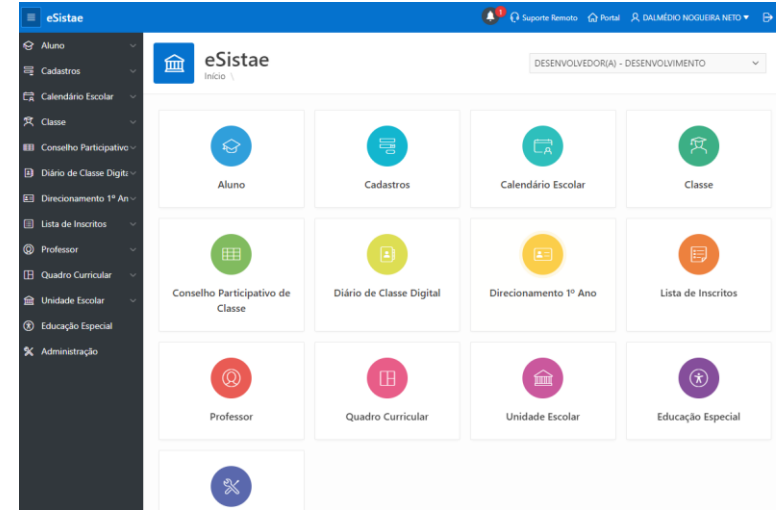 eSistae
1
Suporte Remoto
Portal
DALMÉDIO NOGUEIRA NETO
Aluno
Cadastros
Calendário Escolar
Classe
Conselho Participativo
Diário de Classe Digita
Direcionamento 1º An
Lista de Inscritos
Professor
Quadro Curricular
Unidade Escolar
Educação Especial
Administração
eSistae
Início \
DESENVOLVEDOR(A) - DESENVOLVIMENTO
Aluno
Cadastros
Calendário Escolar
Classe
Conselho Participativo de
Classe
Diário de Classe Digital
Direcionamento 1º Ano
Lista de Inscritos
Professor
Quadro Curricular
Unidade Escolar
Educação Especial